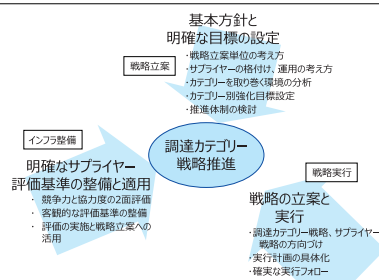 基本方針と
明確な目標の設定
戦略立案
・戦略立案単位の考え方
・サプライヤーの格付け、運用の考え方
・カテゴリーを取り巻く環境の分析
・カテゴリー別強化目標設定
・推進体制の検討
インフラ整備
調達カテゴリー
戦略推進
明確なサプライヤー
評価基準の整備と適用
・ 競争力と協力度の2面評価
・ 客観的な評価基準の整備
・ 評価の実施と戦略立案への
活用
戦略実行
戦略の立案と
実行
・調達カテゴリー戦略、サプライヤー
戦略の方向づけ
・実行計画の具体化
・確実な実行フォロー